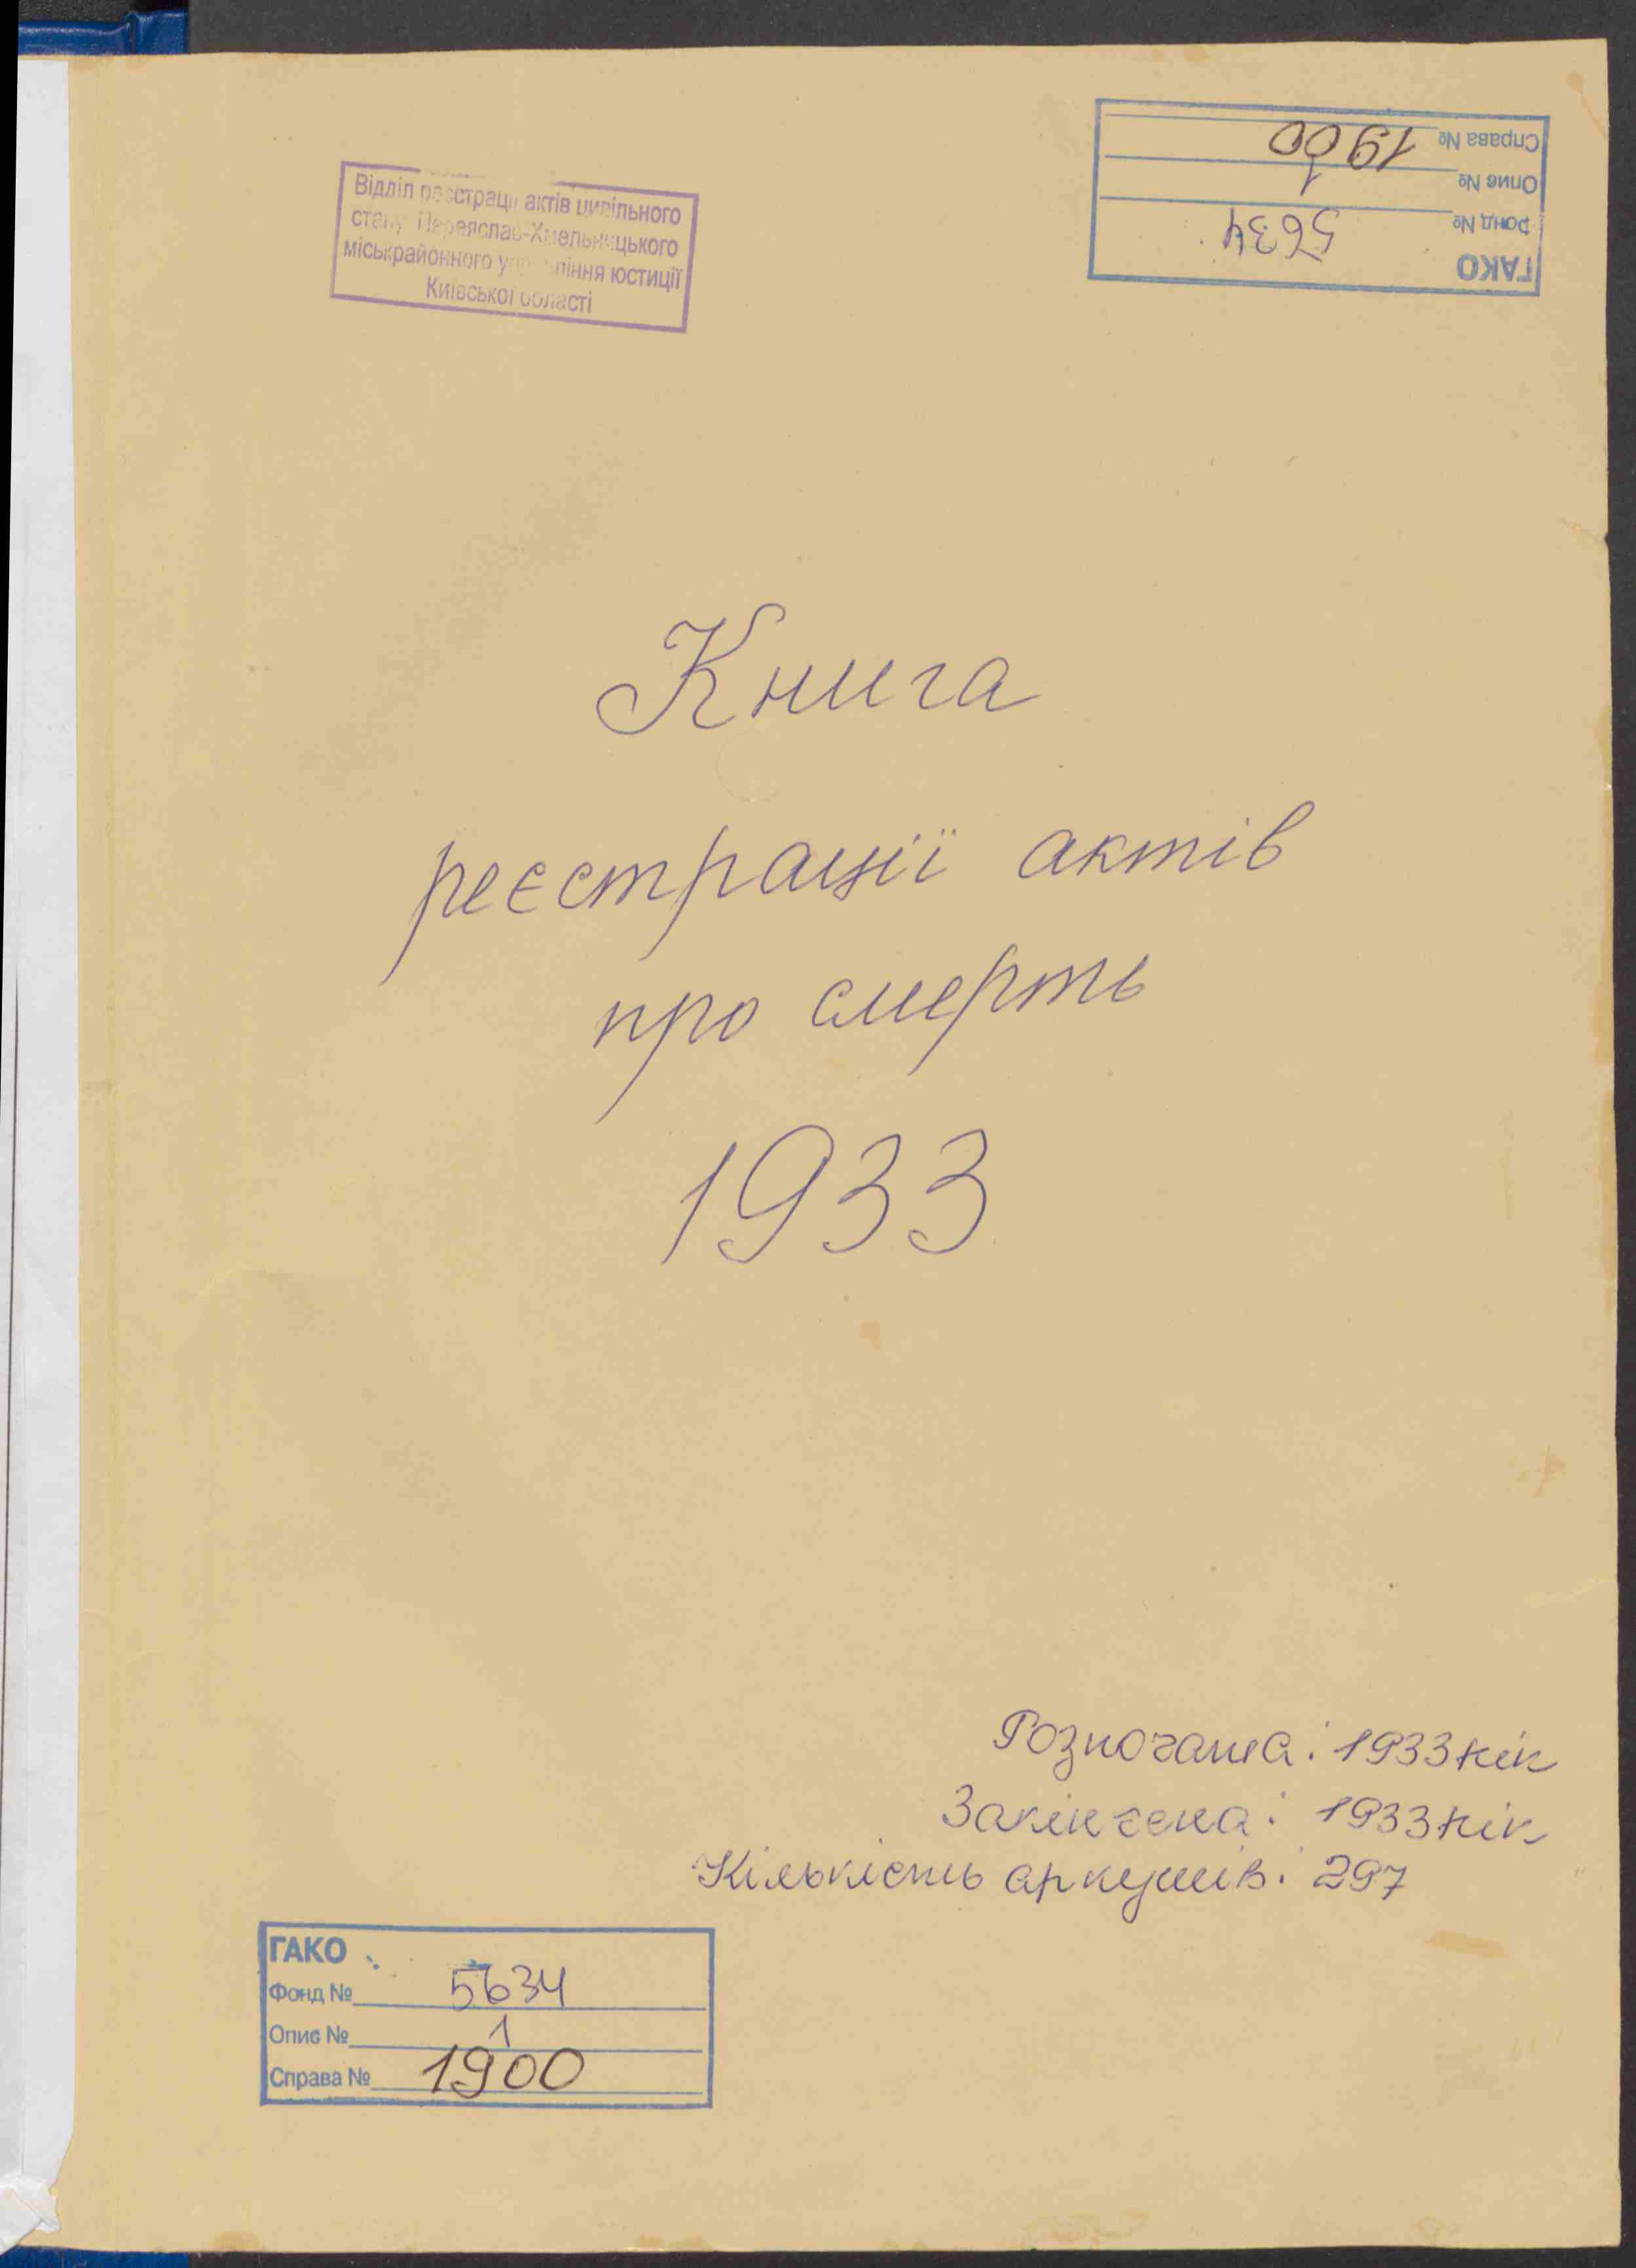 Відділ реєстрації актів цивільного
стану Переяслав-Хмельницького
міськрайонного управління юстиції
Київської області
ГАКО
Фонд № 5634
Опис № 1
Справа № 1900
Книга
реєстрації актів
про смерть
1933
Розпочата: 1933 рік
Закінчена: 1933 рік
Кількість аркушів: 297
ГАКО
Фонд № 5634
Опис № 1
Справа № 1900